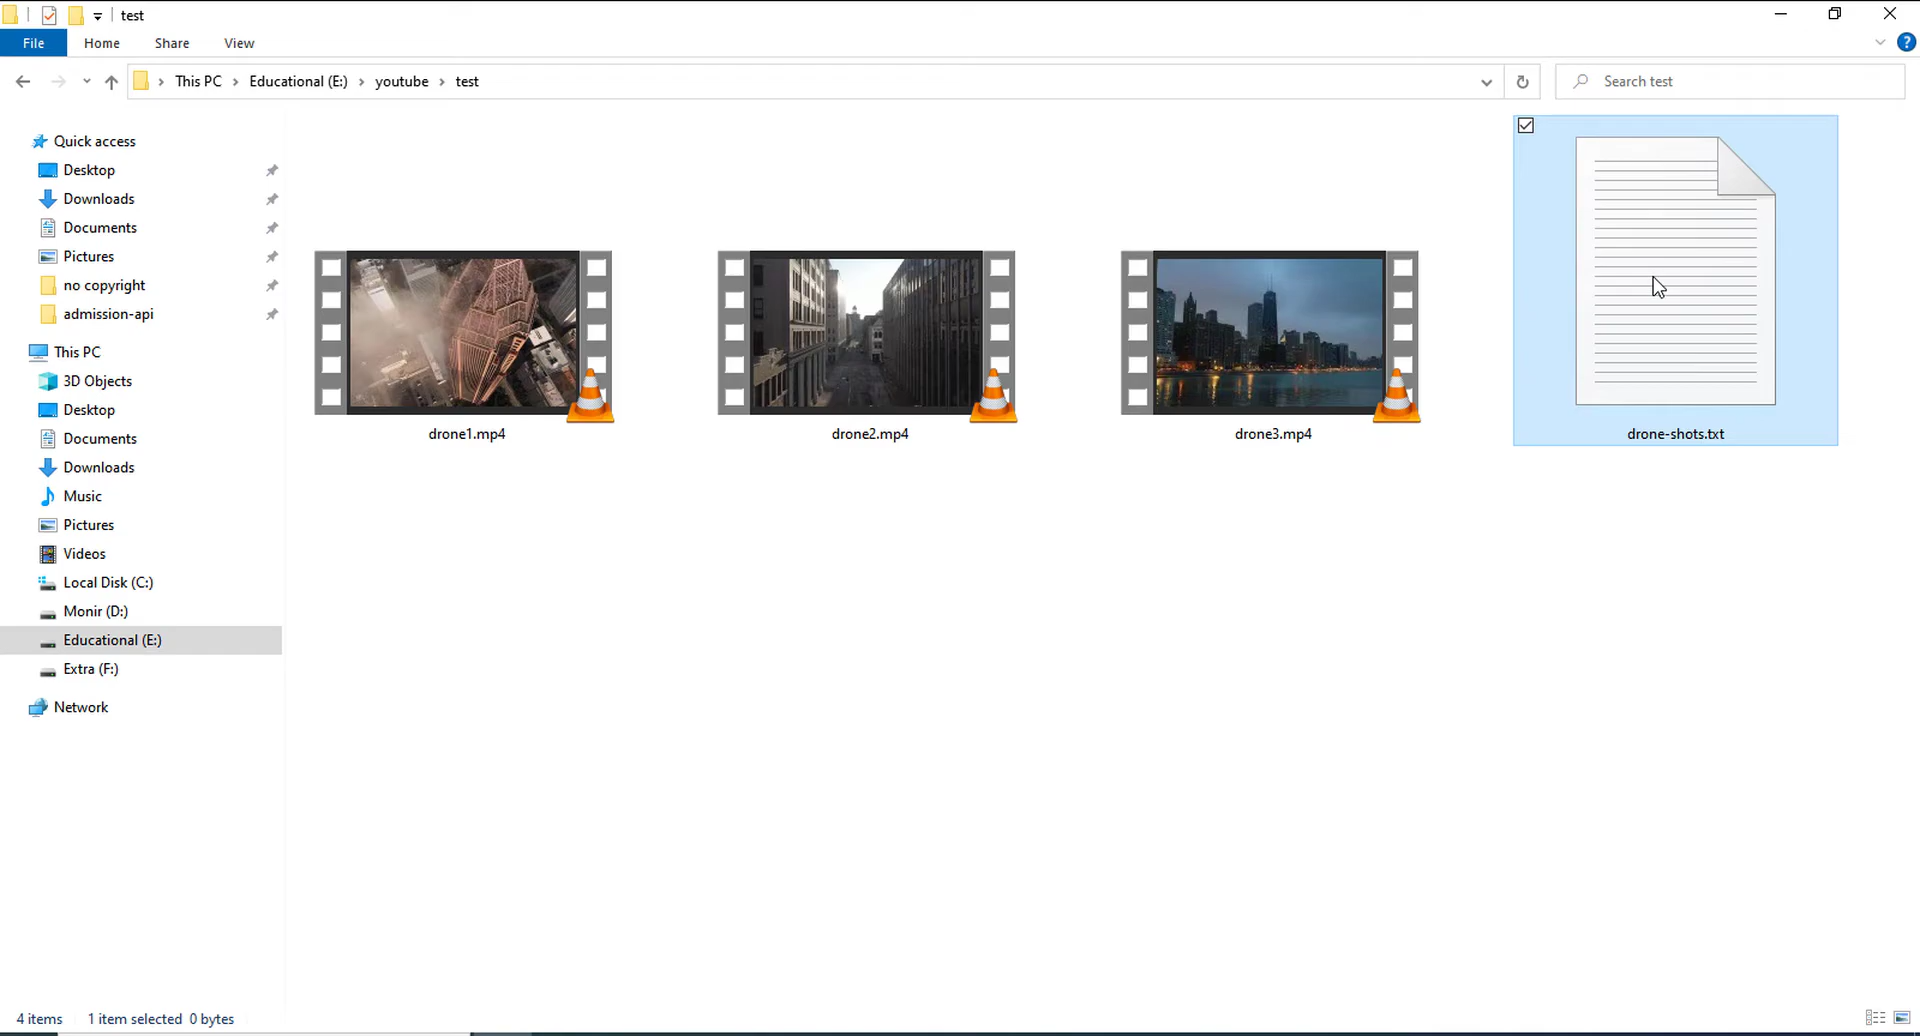 test
File Home Share View
This PC Educational (E:) youtube test
Search test
Quick access
Desktop
Downloads
Documents
Pictures
no copyright
admission-api
This PC
3D Objects
Desktop
Documents
Downloads
Music
Pictures
Videos
Local Disk (C:)
Monir (D:)
Educational (E:)
Extra (F:)
Network
drone1.mp4 drone2.mp4 drone3.mp4 drone-shots.txt
4 items 1 item selected 0 bytes